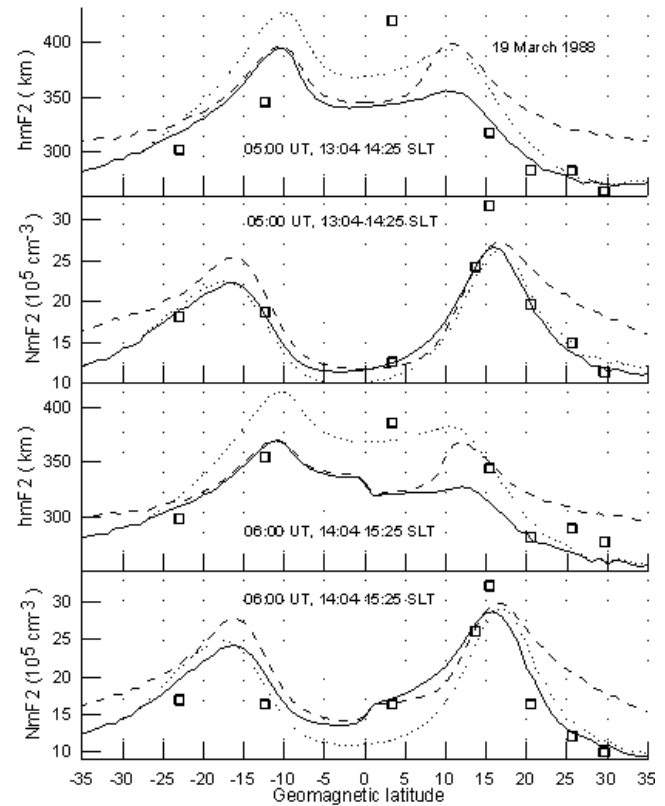 400
350
300
hmF2 ( km)
19 March 1988
05:00 UT, 13:04-14:25 SLT
30
25
20
15
10
NmF2 (10⁵ cm⁻³)
05:00 UT, 13:04-14:25 SLT
400
350
300
hmF2 ( km)
06:00 UT, 14:04-15:25 SLT
30
25
20
15
10
NmF2 (10⁵ cm⁻³)
06:00 UT, 14:04-15:25 SLT
-35 -30 -25 -20 -15 -10 -5 0 5 10 15 20 25 30 35
Geomagnetic latitude